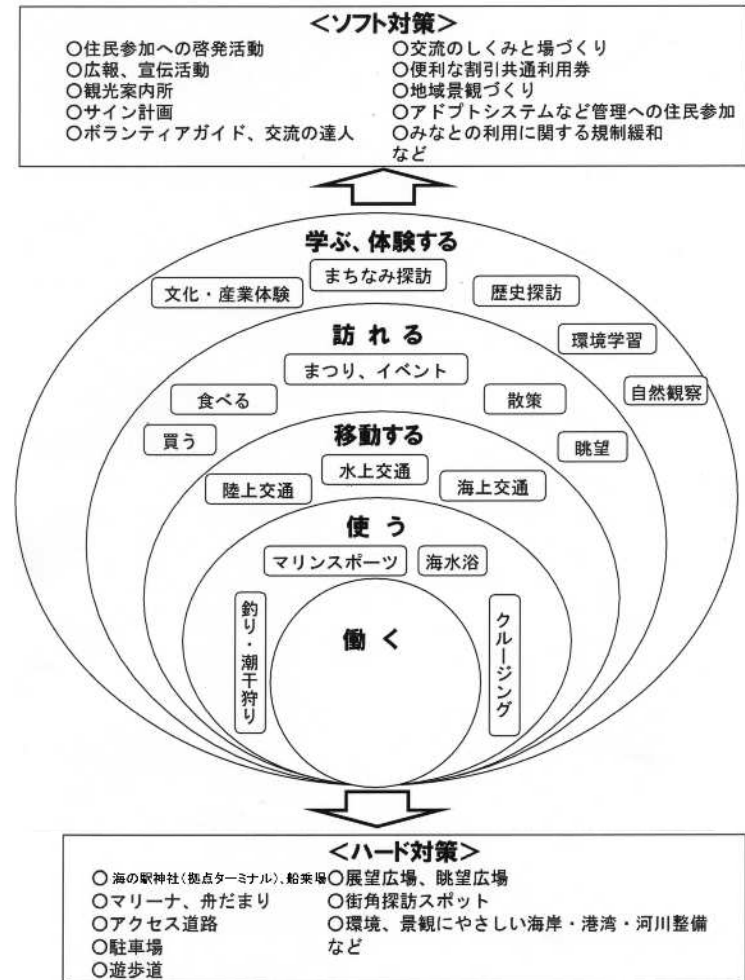 ＜ソフト対策＞
○住民参加への啓発活動
○広報、宣伝活動
○観光案内所
○サイン計画
○ボランティアガイド、交流の達人
○交流のしくみと場づくり
○便利な割引共通利用券
○地域景観づくり
○アドプトシステムなど管理への住民参加
○みなとの利用に関する規制緩和
など
学ぶ、体験する
文化・産業体験
まちなみ探訪
歴史探訪
環境学習
自然観察
訪れる
まつり、イベント
食べる
買う
散策
眺望
移動する
陸上交通
水上交通
海上交通
使う
マリンスポーツ
海水浴
釣り・潮干狩り
クルージング
働く
＜ハード対策＞
○海の駅神社（拠点ターミナル）、船乗場
○マリーナ、舟だまり
○アクセス道路
○駐車場
○遊歩道
○展望広場、眺望広場
○街角探訪スポット
○環境、景観にやさしい海岸・港湾・河川整備
など